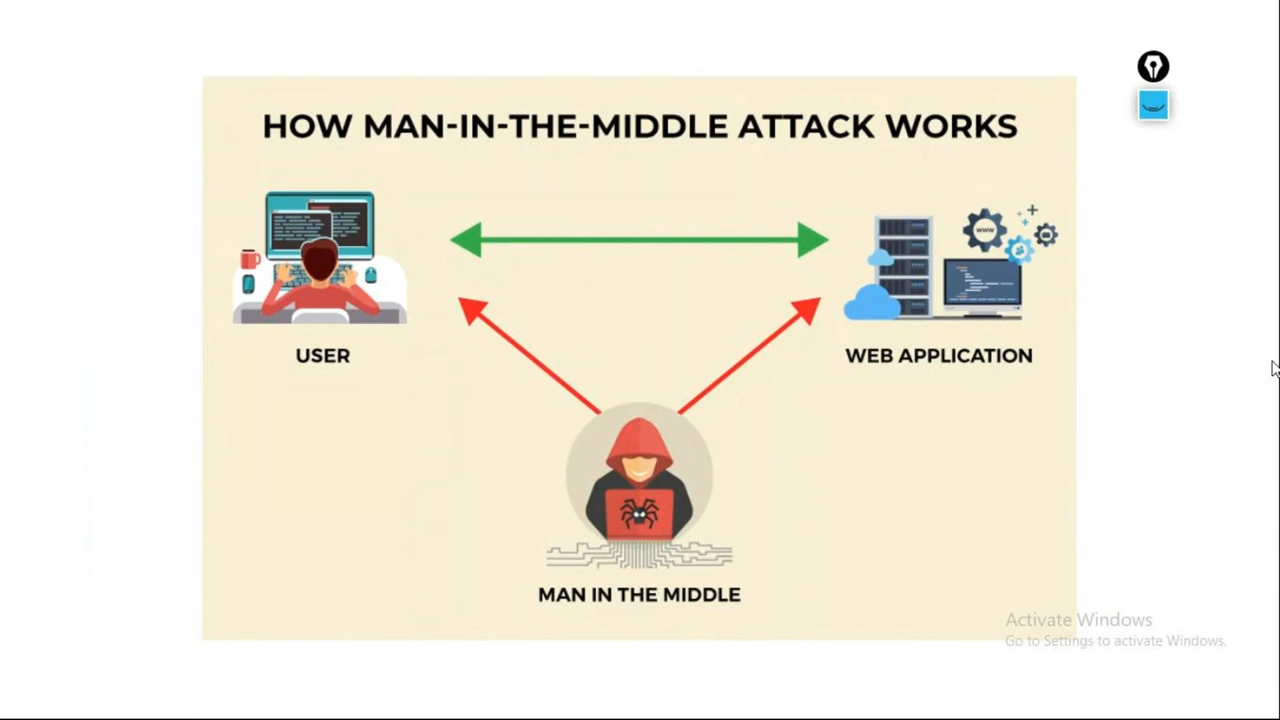 HOW MAN-IN-THE-MIDDLE ATTACK WORKS
WWW
USER
WEB APPLICATION
MAN IN THE MIDDLE
Activate Windows
Go to Settings to activate Windows.